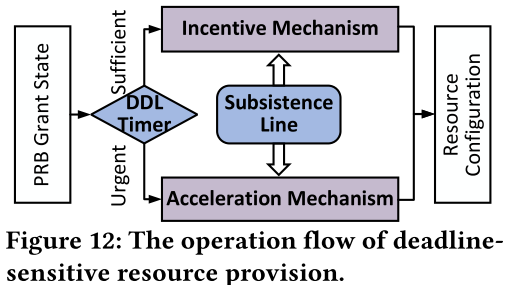 PRB Grant State
Sufficient
DDL
Timer
Urgent
Incentive Mechanism
Subsistence
Line
Acceleration Mechanism
Resource
Configuration
Figure 12: The operation flow of deadline-
sensitive resource provision.